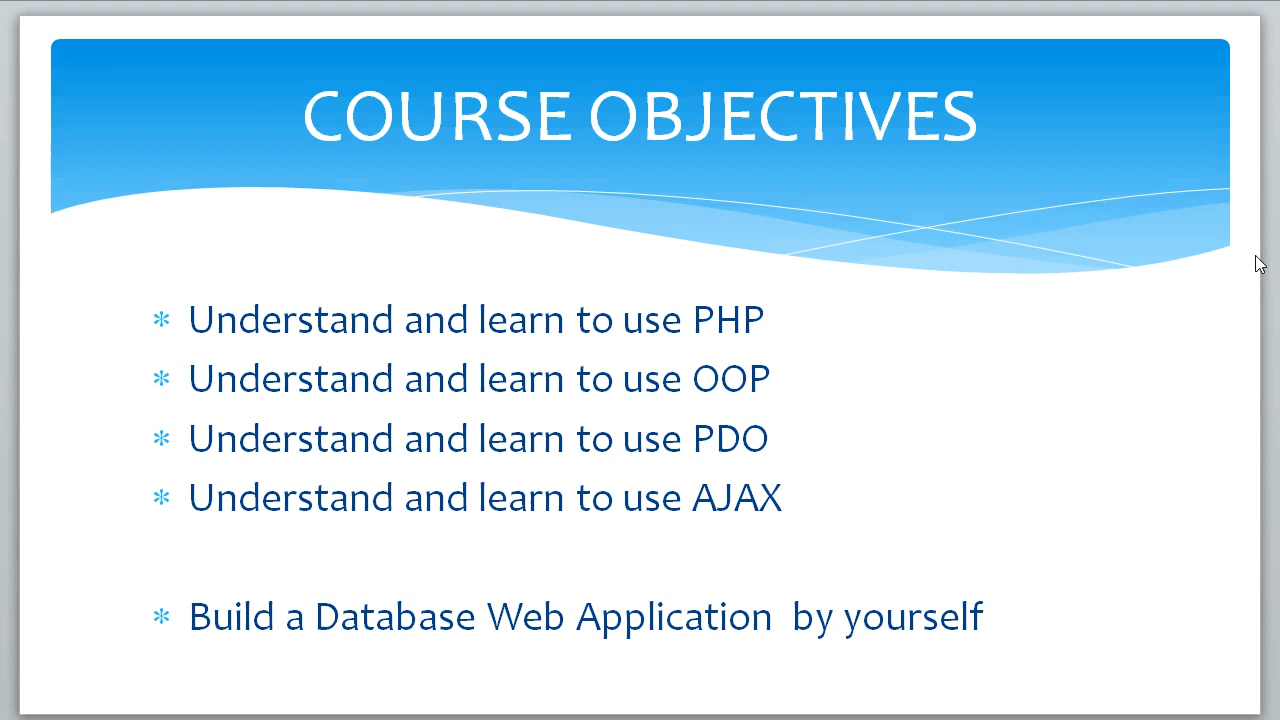 COURSE OBJECTIVES
* Understand and learn to use PHP
* Understand and learn to use OOP
* Understand and learn to use PDO
* Understand and learn to use AJAX
* Build a Database Web Application  by yourself